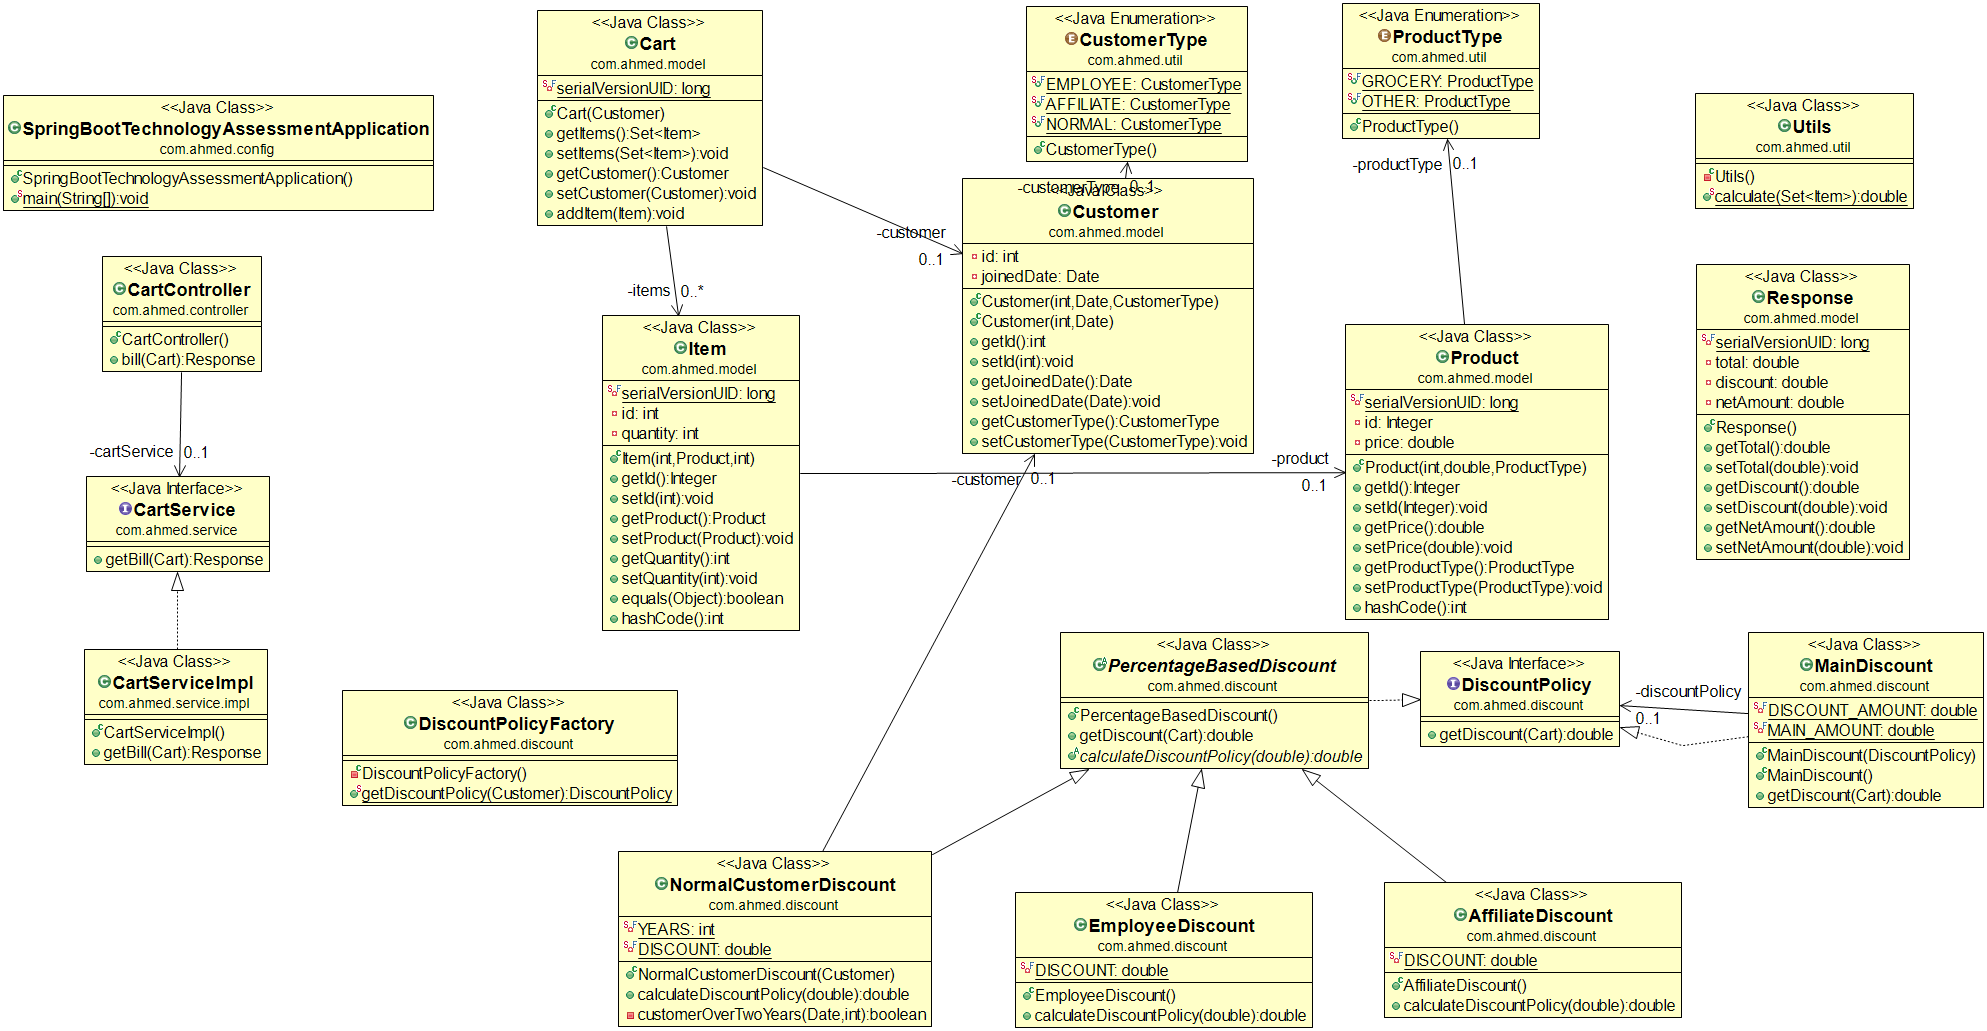 <<Java Class>>
SpringBootTechnologyAssessmentApplication
com.ahmed.config
SpringBootTechnologyAssessmentApplication()
main(String[]):void
<<Java Class>>
Cart
com.ahmed.model
serialVersionUID: long
Cart(Customer)
getItems():Set<Item>
setItems(Set<Item>):void
getCustomer():Customer
setCustomer(Customer):void
addItem(Item):void
<<Java Enumeration>>
CustomerType
com.ahmed.util
EMPLOYEE: CustomerType
AFFILIATE: CustomerType
NORMAL: CustomerType
CustomerType()
<<Java Enumeration>>
ProductType
com.ahmed.util
GROCERY: ProductType
OTHER: ProductType
ProductType()
<<Java Class>>
Utils
com.ahmed.util
Utils()
calculate(Set<Item>):double
-customerType 0..1
-productType 0..1
-customer
0..1
-items 0..*
<<Java Class>>
Customer
com.ahmed.model
id: int
joinedDate: Date
Customer(int,Date,CustomerType)
Customer(int,Date)
getId():int
setId(int):void
getJoinedDate():Date
setJoinedDate(Date):void
getCustomerType():CustomerType
setCustomerType(CustomerType):void
<<Java Class>>
CartController
com.ahmed.controller
CartController()
bill(Cart):Response
-cartService 0..1
<<Java Interface>>
CartService
com.ahmed.service
getBill(Cart):Response
<<Java Class>>
CartServiceImpl
com.ahmed.service.impl
CartServiceImpl()
getBill(Cart):Response
<<Java Class>>
Item
com.ahmed.model
serialVersionUID: long
id: int
quantity: int
Item(int,Product,int)
getId():Integer
setId(int):void
getProduct():Product
setProduct(Product):void
getQuantity():int
setQuantity(int):void
equals(Object):boolean
hashCode():int
-product
0..1
-customer 0..1
<<Java Class>>
Product
com.ahmed.model
serialVersionUID: long
id: Integer
price: double
Product(int,double,ProductType)
getId():Integer
setId(Integer):void
getPrice():double
setPrice(double):void
getProductType():ProductType
setProductType(ProductType):void
hashCode():int
<<Java Class>>
Response
com.ahmed.model
serialVersionUID: long
total: double
discount: double
netAmount: double
Response()
getTotal():double
setTotal(double):void
getDiscount():double
setDiscount(double):void
getNetAmount():double
setNetAmount(double):void
<<Java Class>>
DiscountPolicyFactory
com.ahmed.discount
DiscountPolicyFactory()
getDiscountPolicy(Customer):DiscountPolicy
<<Java Class>>
PercentageBasedDiscount
com.ahmed.discount
PercentageBasedDiscount()
getDiscount(Cart):double
calculateDiscountPolicy(double):double
<<Java Interface>>
DiscountPolicy
com.ahmed.discount
getDiscount(Cart):double
-discountPolicy
0..1
<<Java Class>>
MainDiscount
com.ahmed.discount
DISCOUNT_AMOUNT: double
MAIN_AMOUNT: double
MainDiscount(DiscountPolicy)
MainDiscount()
getDiscount(Cart):double
<<Java Class>>
NormalCustomerDiscount
com.ahmed.discount
YEARS: int
DISCOUNT: double
NormalCustomerDiscount(Customer)
calculateDiscountPolicy(double):double
customerOverTwoYears(Date,int):boolean
<<Java Class>>
EmployeeDiscount
com.ahmed.discount
DISCOUNT: double
EmployeeDiscount()
calculateDiscountPolicy(double):double
<<Java Class>>
AffiliateDiscount
com.ahmed.discount
DISCOUNT: double
AffiliateDiscount()
calculateDiscountPolicy(double):double